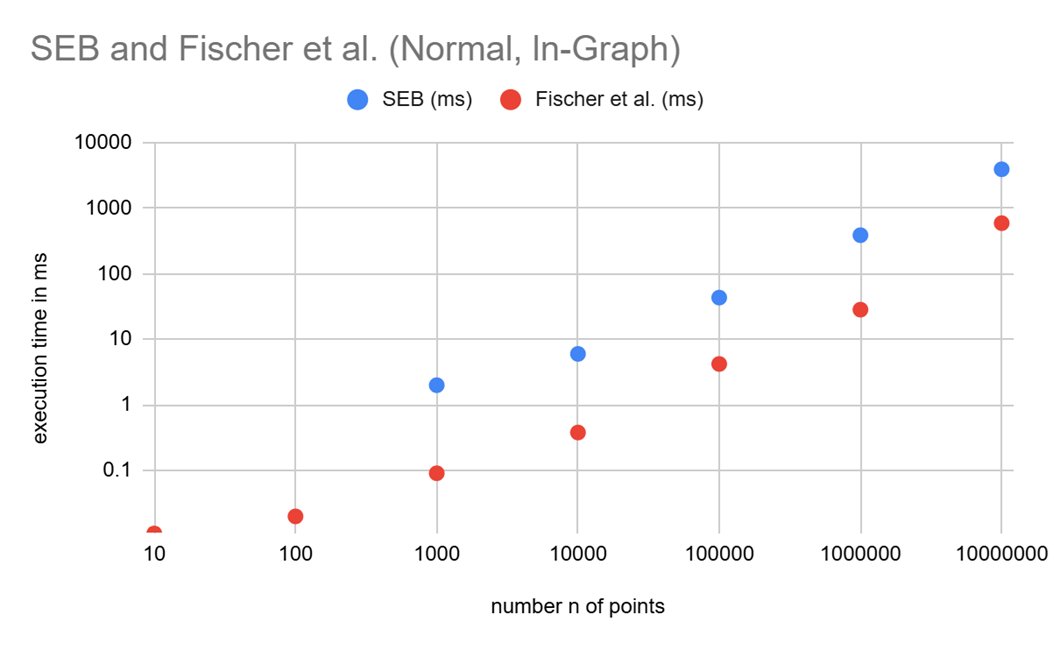 SEB and Fischer et al. (Normal, In-Graph)
SEB (ms) Fischer et al. (ms)
10000
1000
100
10
1
0.1
execution time in ms
10 100 1000 10000 100000 1000000 10000000
number n of points